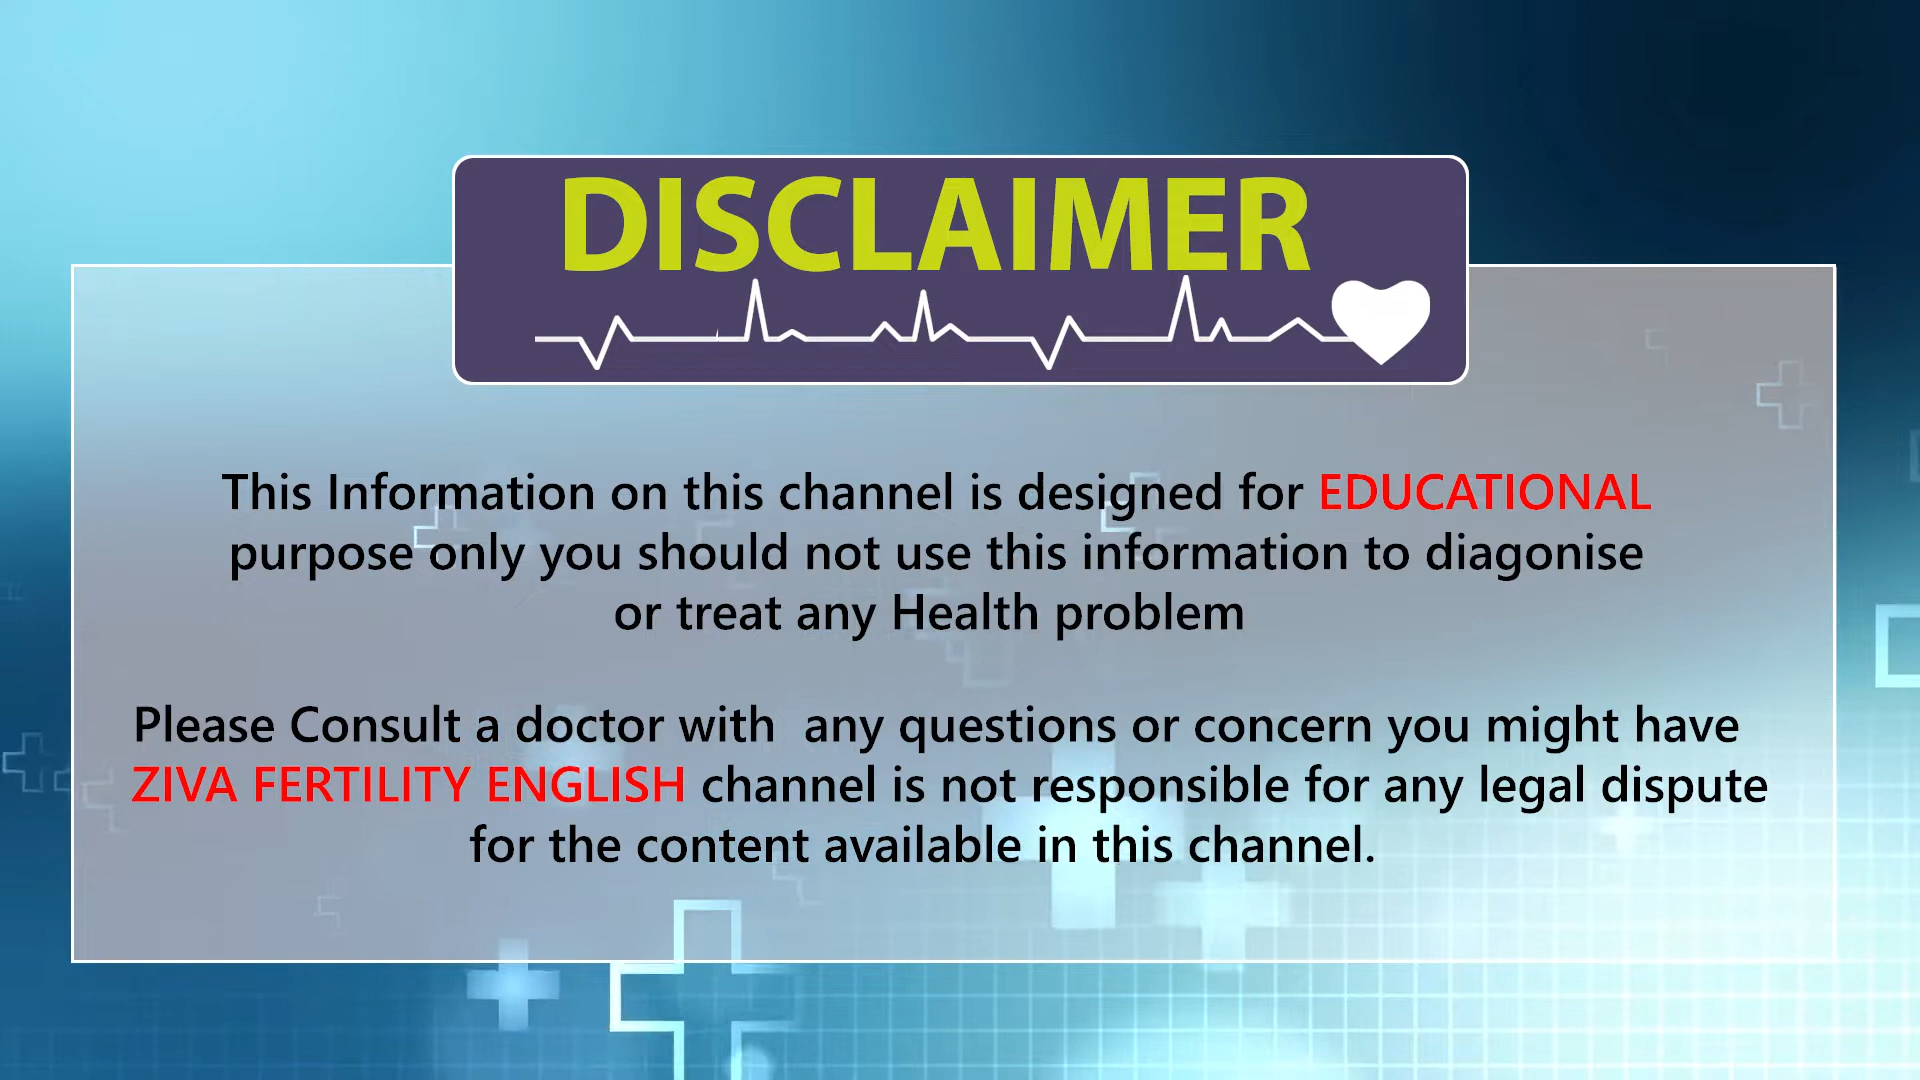 DISCLAIMER
This Information on this channel is designed for EDUCATIONAL
purpose only you should not use this information to diagonise
or treat any Health problem
Please Consult a doctor with  any questions or concern you might have
ZIVA FERTILITY ENGLISH channel is not responsible for any legal dispute
for the content available in this channel.